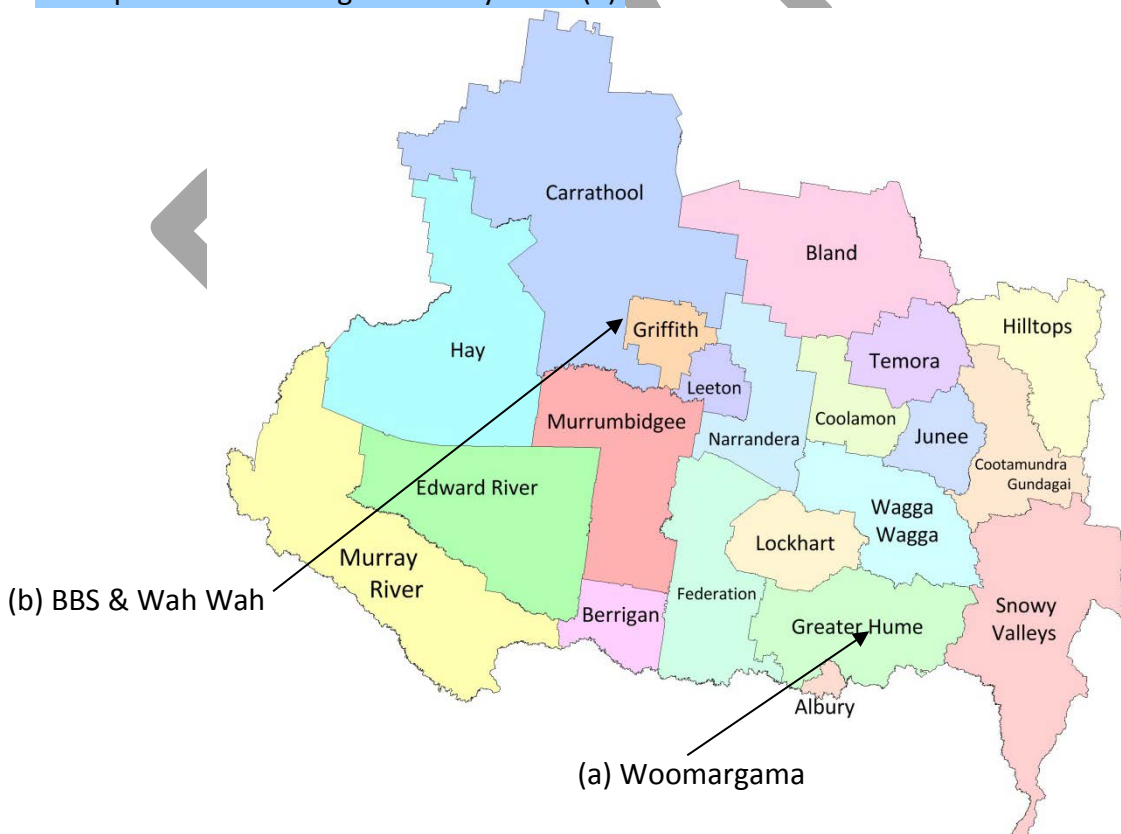 Carrathool
Bland
Hilltops
Griffith
Hay
Temora
Leeton
Murrumbidgee
Coolamon
Junee
Narrandera
Cootamundra
Gundagai
Edward River
Wagga
Wagga
Lockhart
Murray
River
(b) BBS & Wah Wah
Federation
Snowy
Valleys
Berrigan
Greater Hume
Albury
(a) Woomargama